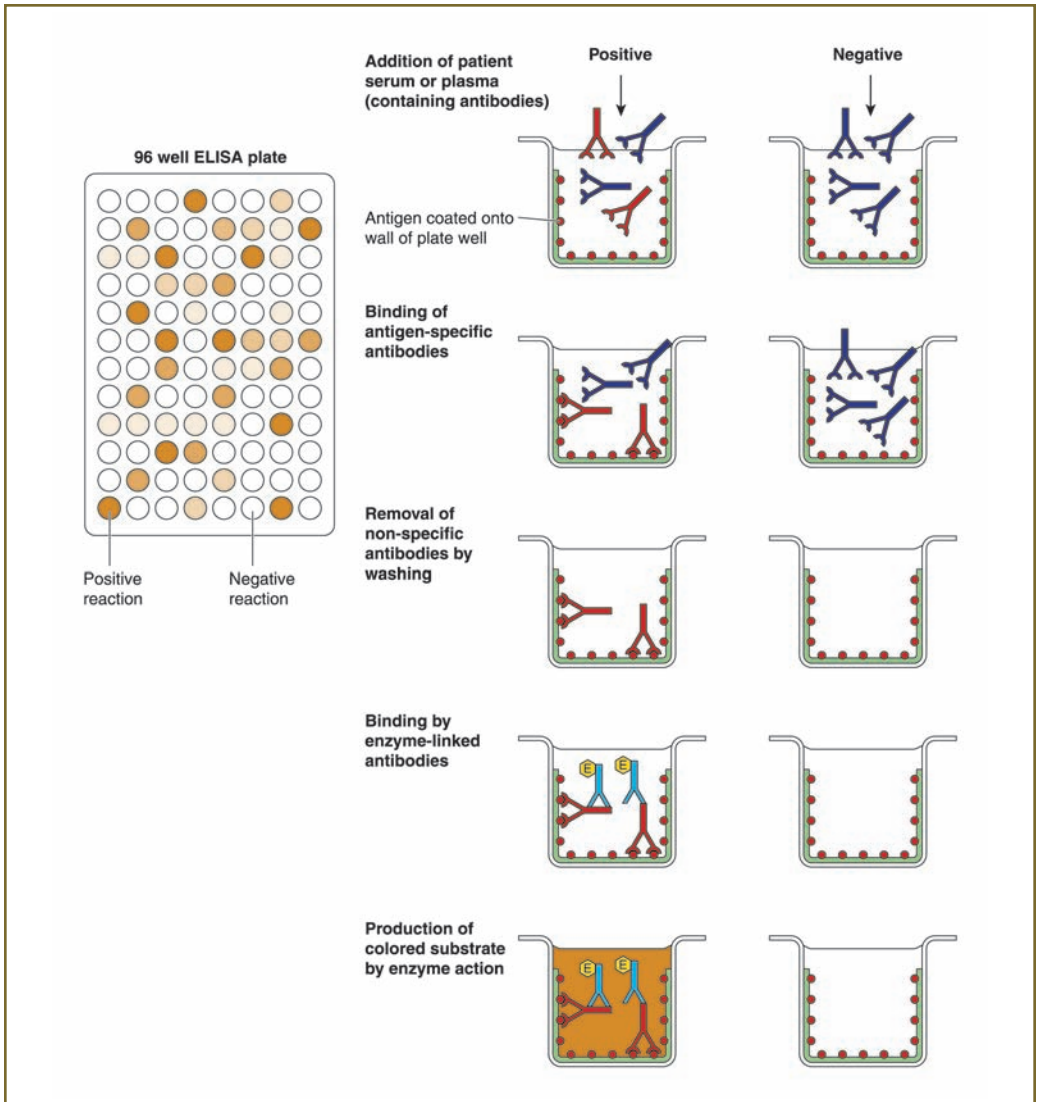 96 well ELISA plate
Positive
reaction
Negative
reaction
Addition of patient
serum or plasma
(containing antibodies)
Positive
Negative
Antigen coated onto
wall of plate well
Binding of
antigen-specific
antibodies
Removal of
non-specific
antibodies by
washing
Binding by
enzyme-linked
antibodies
E
E
Production of
colored substrate
by enzyme action
E
E